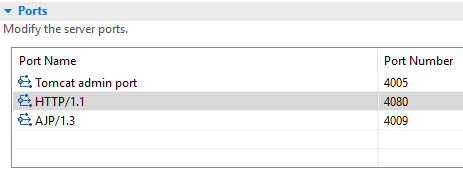 Ports
Modify the server ports.
Port Name Port Number
Tomcat admin port 4005
HTTP/1.1 4080
AJP/1.3 4009